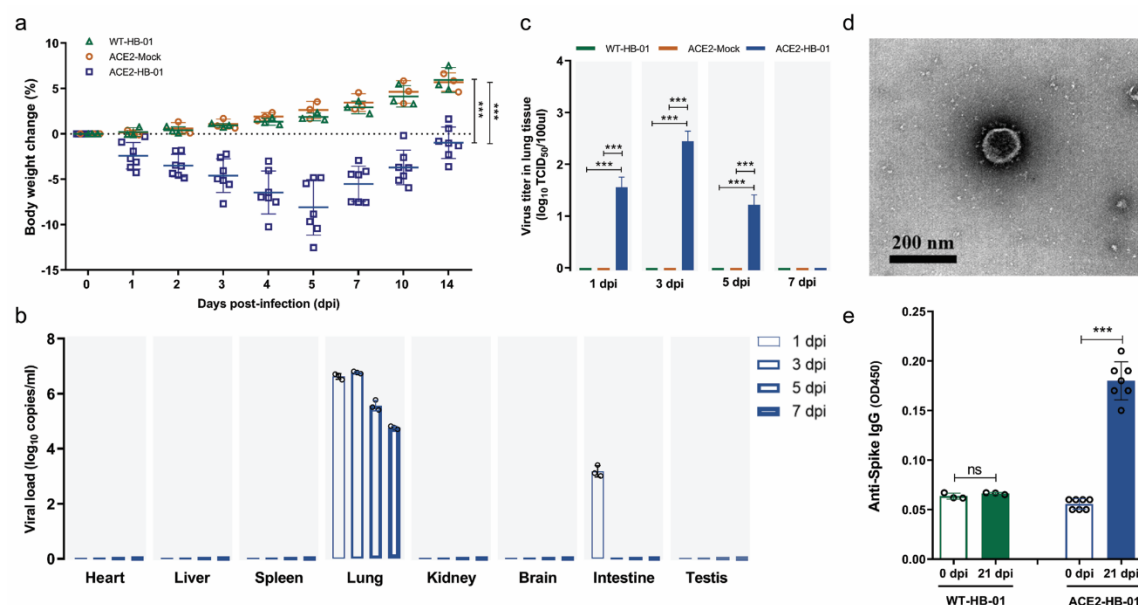 a
Body weight change (%)
10
5
0
-5
-10
-15
WT-HB-01
ACE2-Mock
ACE2-HB-01
***
***
0 1 2 3 4 5 7 10 14
Days post-infection (dpi)
b
Viral load (log10 copies/ml)
8
6
4
2
0
1 dpi
3 dpi
5 dpi
7 dpi
Heart Liver Spleen Lung Kidney Brain Intestine Testis
c
WT-HB-01 ACE2-Mock ACE2-HB-01
Virus titer in lung tissue
(log10 TCID50/100ul)
4
3
2
1
0
*** ***
*** ***
*** ***
1 dpi 3 dpi 5 dpi 7 dpi
d
200 nm
e
Anti-Spike IgG (OD450)
0.25
0.20
0.15
0.10
0.05
0.00
ns
***
0 dpi 21 dpi 0 dpi 21 dpi
WT-HB-01 ACE2-HB-01